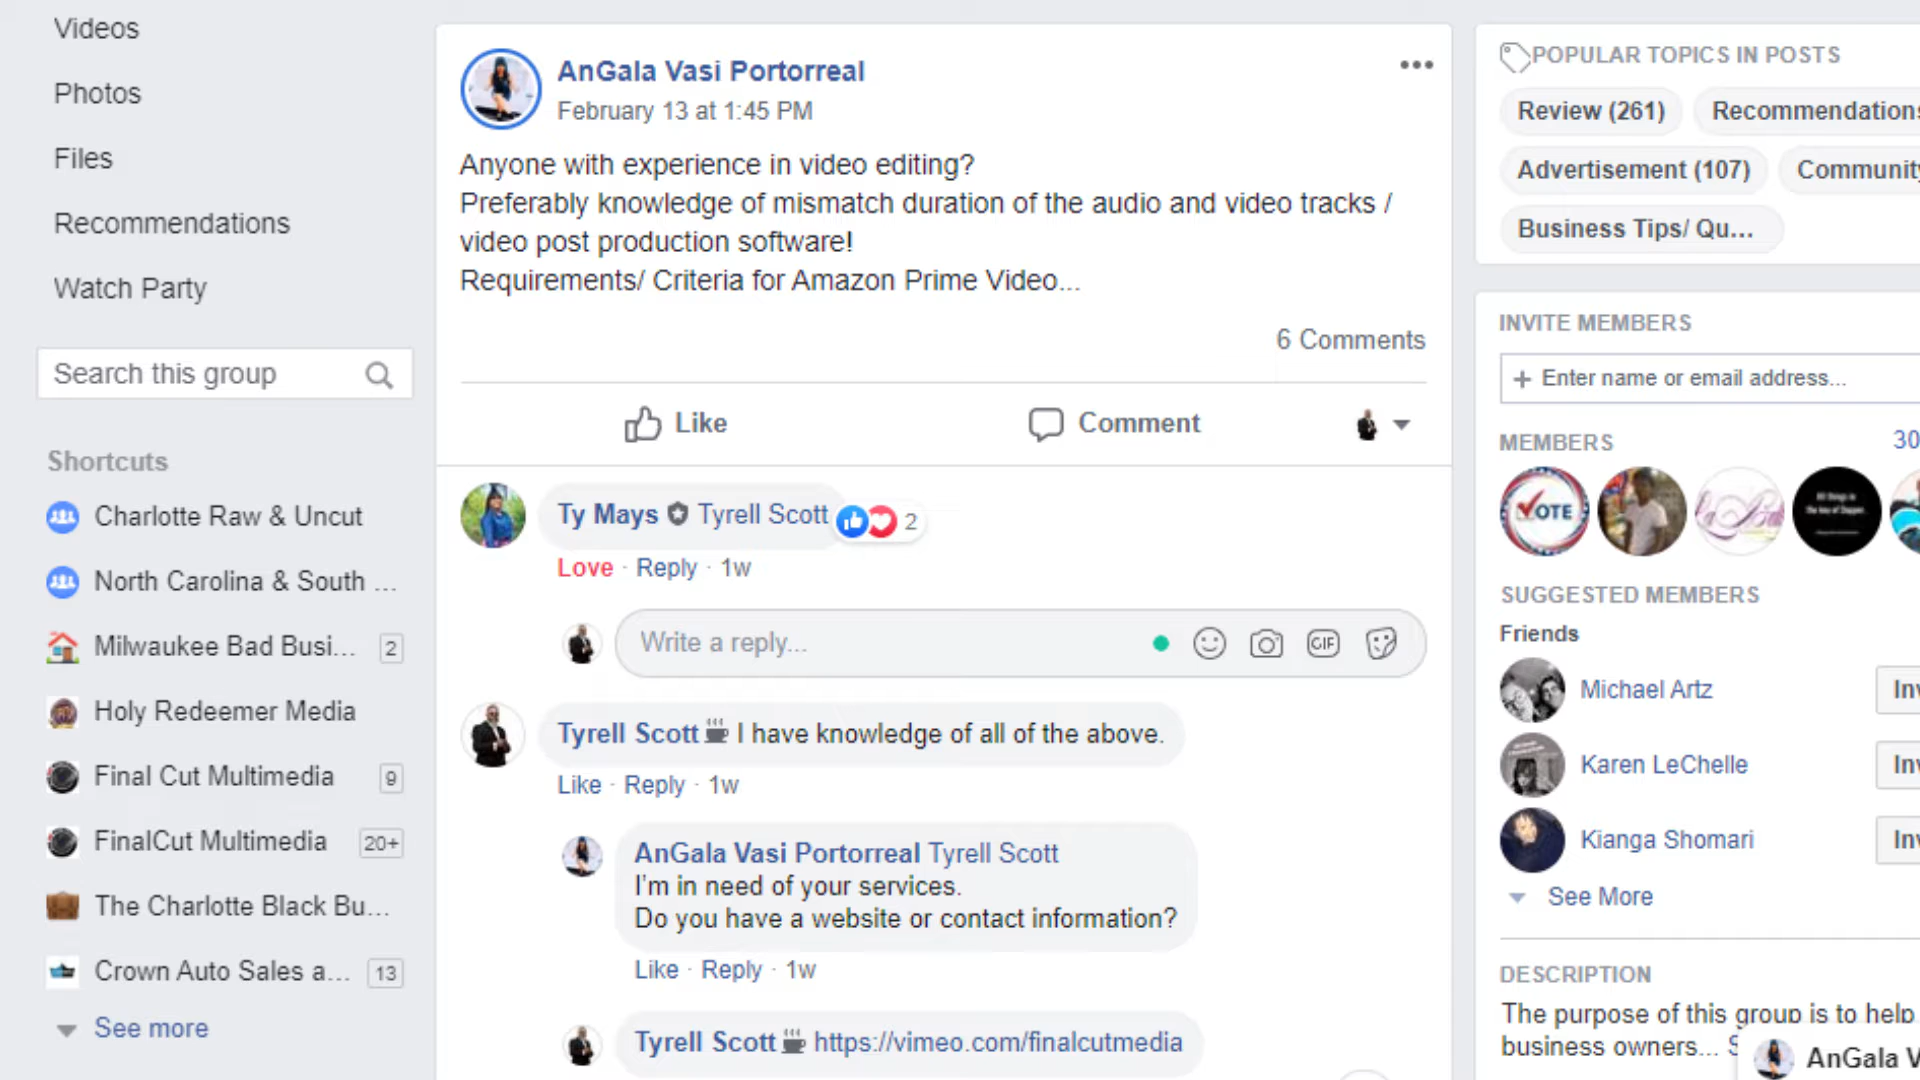 Videos
Photos
Files
Recommendations
Watch Party
Search this group
Shortcuts
Charlotte Raw & Uncut
North Carolina & South ...
Milwaukee Bad Busi... 2
Holy Redeemer Media
Final Cut Multimedia 9
FinalCut Multimedia 20+
The Charlotte Black Bu...
Crown Auto Sales a... 13
See more
AnGala Vasi Portorreal
February 13 at 1:45 PM
Anyone with experience in video editing?
Preferably knowledge of mismatch duration of the audio and video tracks /
video post production software!
Requirements/ Criteria for Amazon Prime Video...
6 Comments
Like Comment
Ty Mays Tyrell Scott 2
Love · Reply · 1w
Write a reply...
GIF
Tyrell Scott I have knowledge of all of the above.
Like · Reply · 1w
AnGala Vasi Portorreal Tyrell Scott
I'm in need of your services.
Do you have a website or contact information?
Like · Reply · 1w
Tyrell Scott https://vimeo.com/finalcutmedia
POPULAR TOPICS IN POSTS
Review (261) Recommendations
Advertisement (107) Community
Business Tips/ Qu...
INVITE MEMBERS
+ Enter name or email address...
MEMBERS 30
VOTE
SUGGESTED MEMBERS
Friends
Michael Artz Inv
Karen LeChelle Inv
Kianga Shomari Inv
See More
DESCRIPTION
The purpose of this group is to help
business owners...
AnGala V